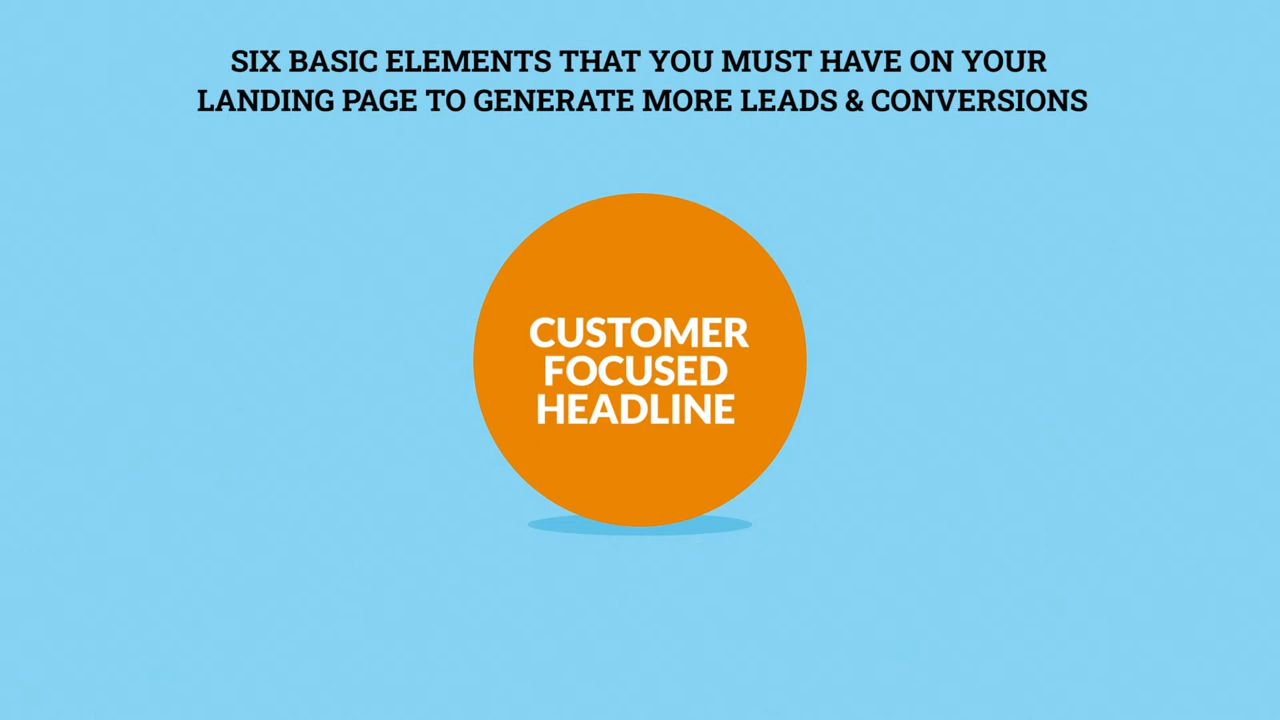 SIX BASIC ELEMENTS THAT YOU MUST HAVE ON YOUR
LANDING PAGE TO GENERATE MORE LEADS & CONVERSIONS
CUSTOMER
FOCUSED
HEADLINE